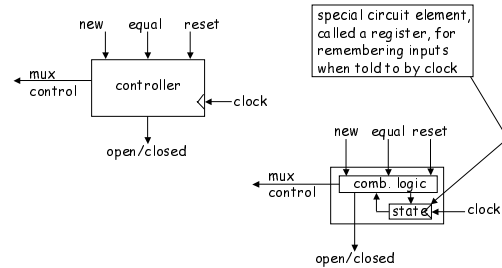 new equal reset
mux
control
controller
clock
open/closed
special circuit element,
called a register, for
remembering inputs
when told to by clock
new equal reset
mux
control
comb. logic
state
clock
open/closed